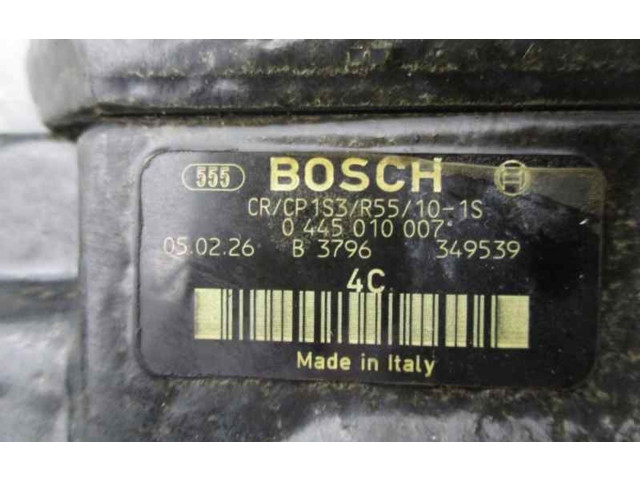 555 BOSCH
CR/CP1S3/R55/10-1S
0 445 010 007
05.02.26 B 3796 349539
4C
Made in Italy